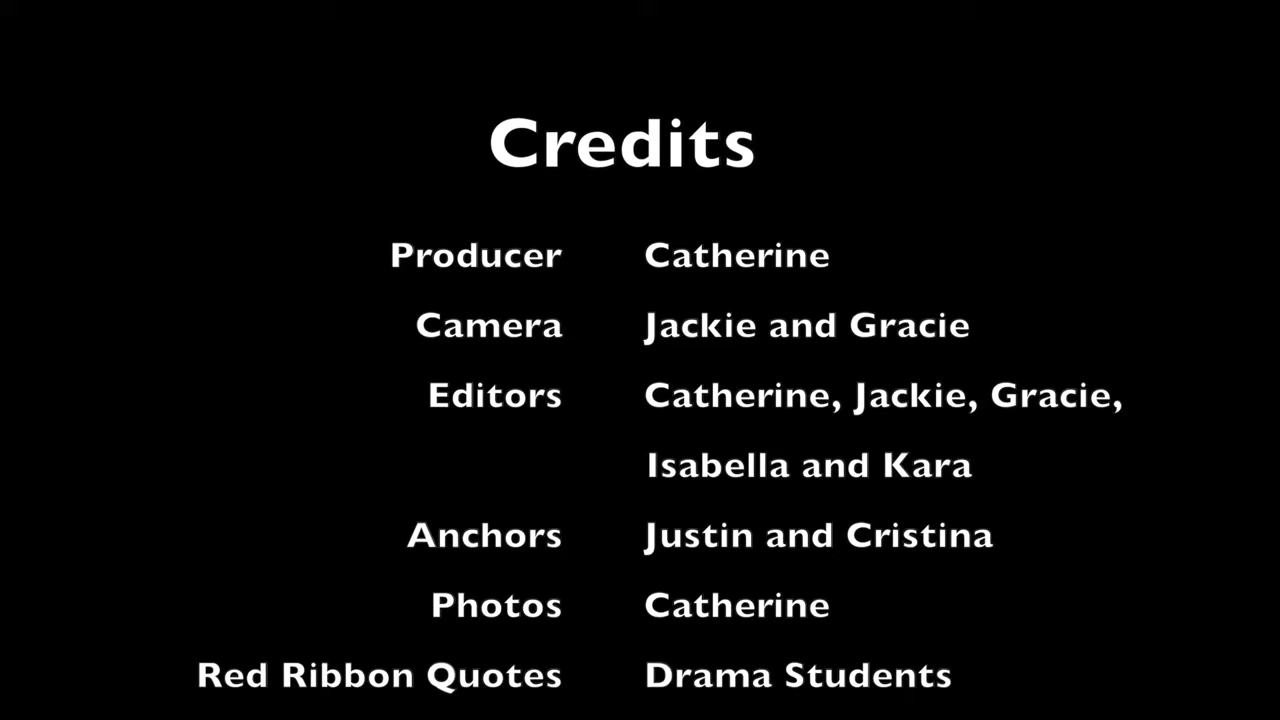 Credits
Producer Catherine
Camera Jackie and Gracie
Editors Catherine, Jackie, Gracie,
Isabella and Kara
Anchors Justin and Cristina
Photos Catherine
Red Ribbon Quotes Drama Students